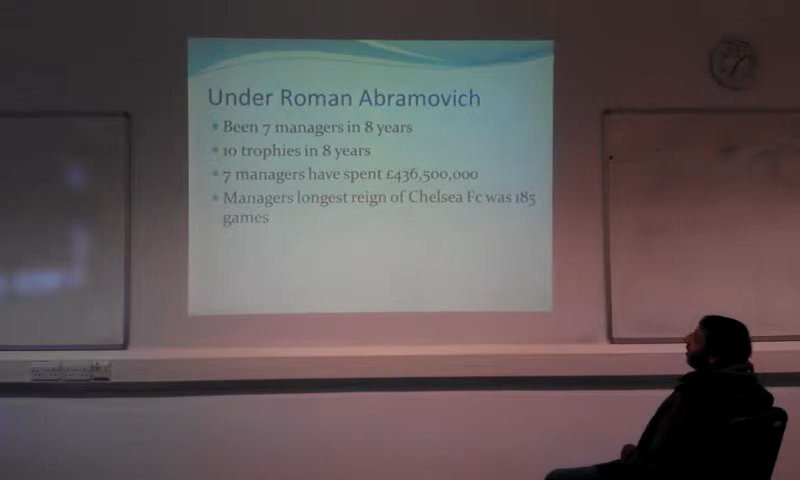 Under Roman Abramovich
Been 7 managers in 8 years
10 trophies in 8 years
7 managers have spent £436,500,000
Managers longest reign of Chelsea Fc was 185
games